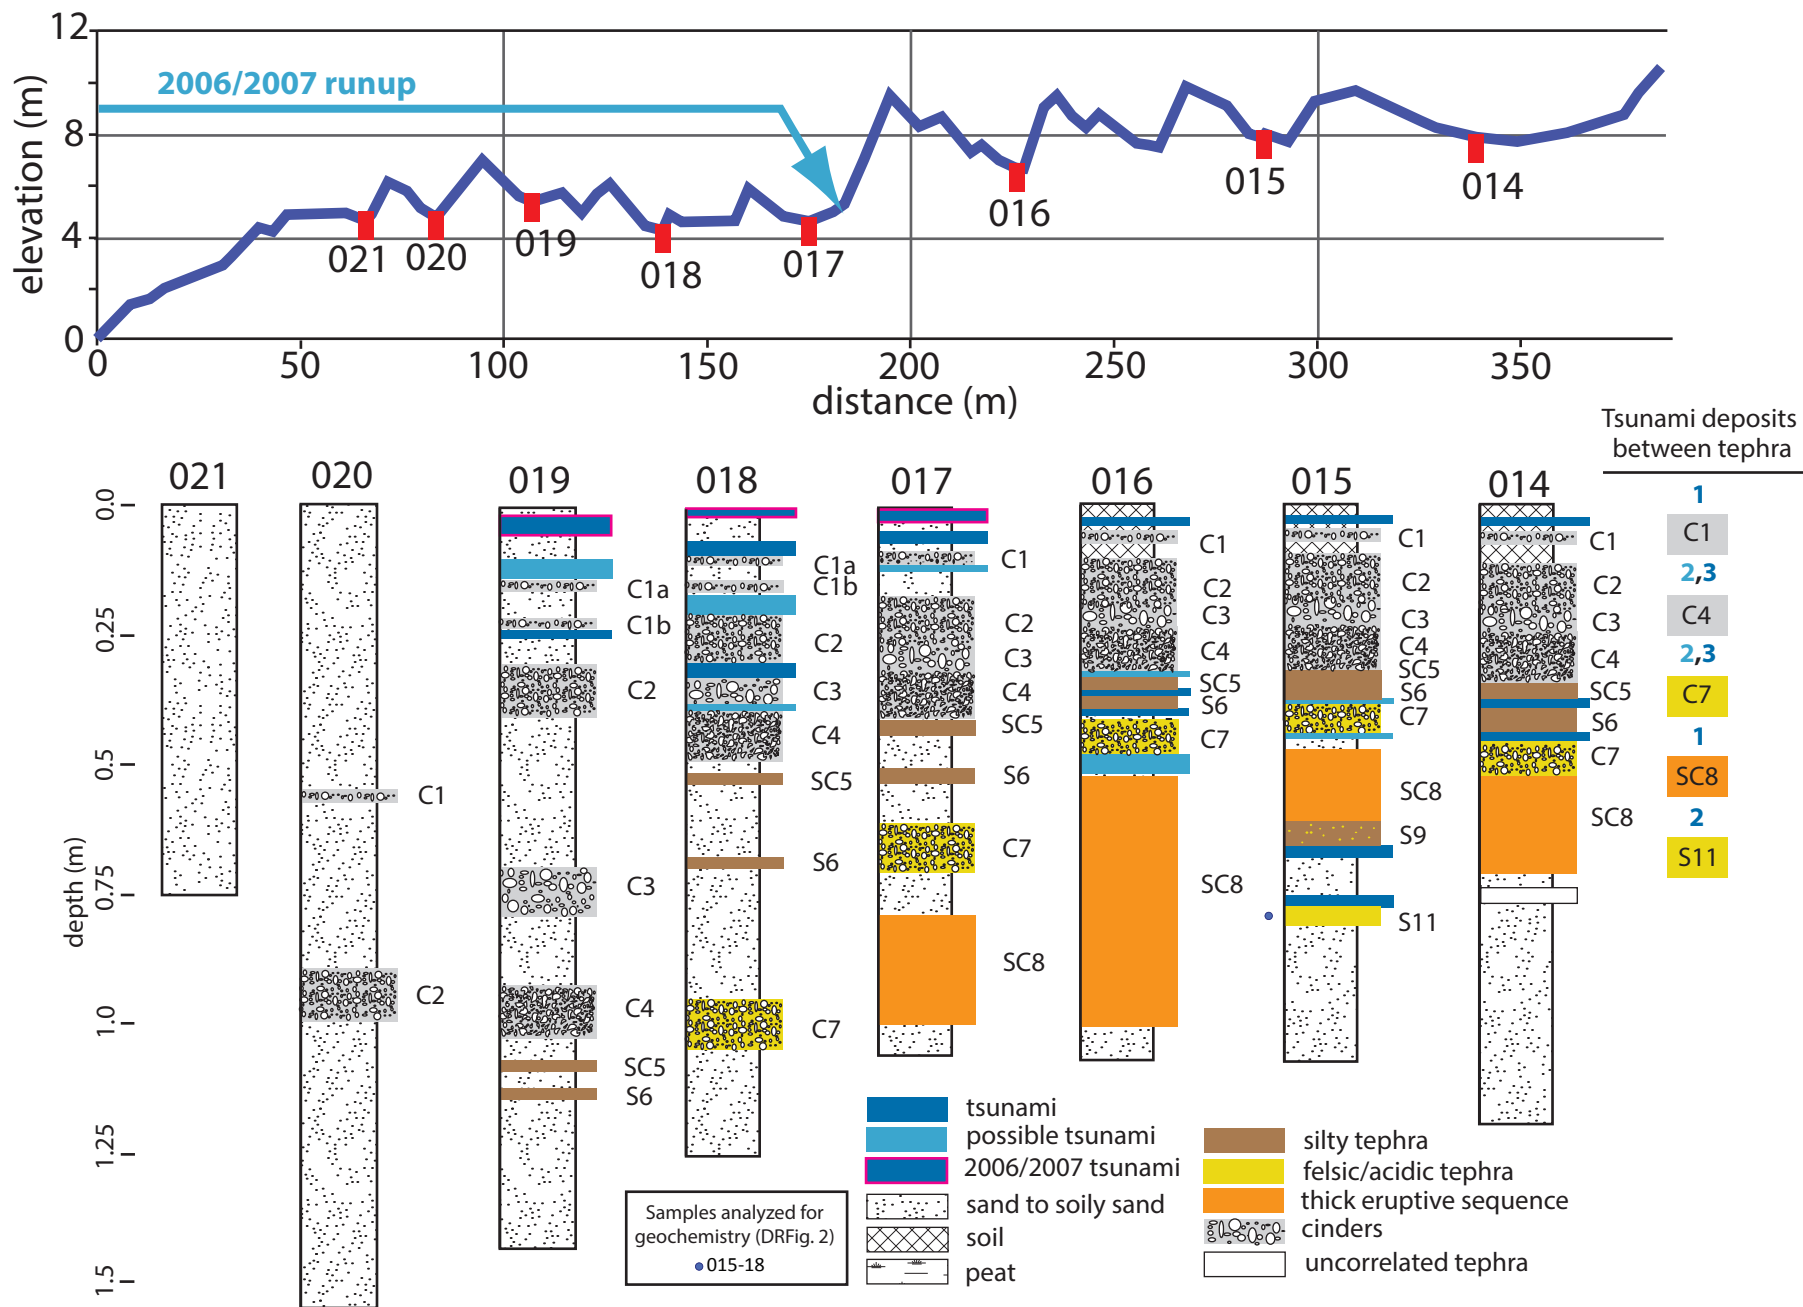 12
8
4
0
elevation (m)
2006/2007 runup
021
020
019
018
017
016
015
014
0
50
100
150
200
250
300
350
distance (m)
Tsunami deposits
between tephra
021
020
019
018
017
016
015
014
depth (m)
0.0
0.25
0.5
0.75
1.0
1.25
1.5
C1
C2
C1a
C1b
C2
C3
C4
SC5
S6
C1a
C1b
C2
C3
C4
SC5
S6
C7
C1
C2
C3
C4
SC5
S6
C7
SC8
C1
C2
C3
C4
SC5
S6
C7
SC8
C1
C2
C3
C4
SC5
S6
C7
SC8
S9
S11
C1
C2
C3
C4
SC5
S6
C7
SC8
1
C1
2,3
C4
2,3
C7
1
SC8
2
S11
Samples analyzed for
geochemistry (DRFig. 2)
015-18
tsunami
possible tsunami
2006/2007 tsunami
sand to soily sand
soil
peat
silty tephra
felsic/acidic tephra
thick eruptive sequence
cinders
uncorrelated tephra